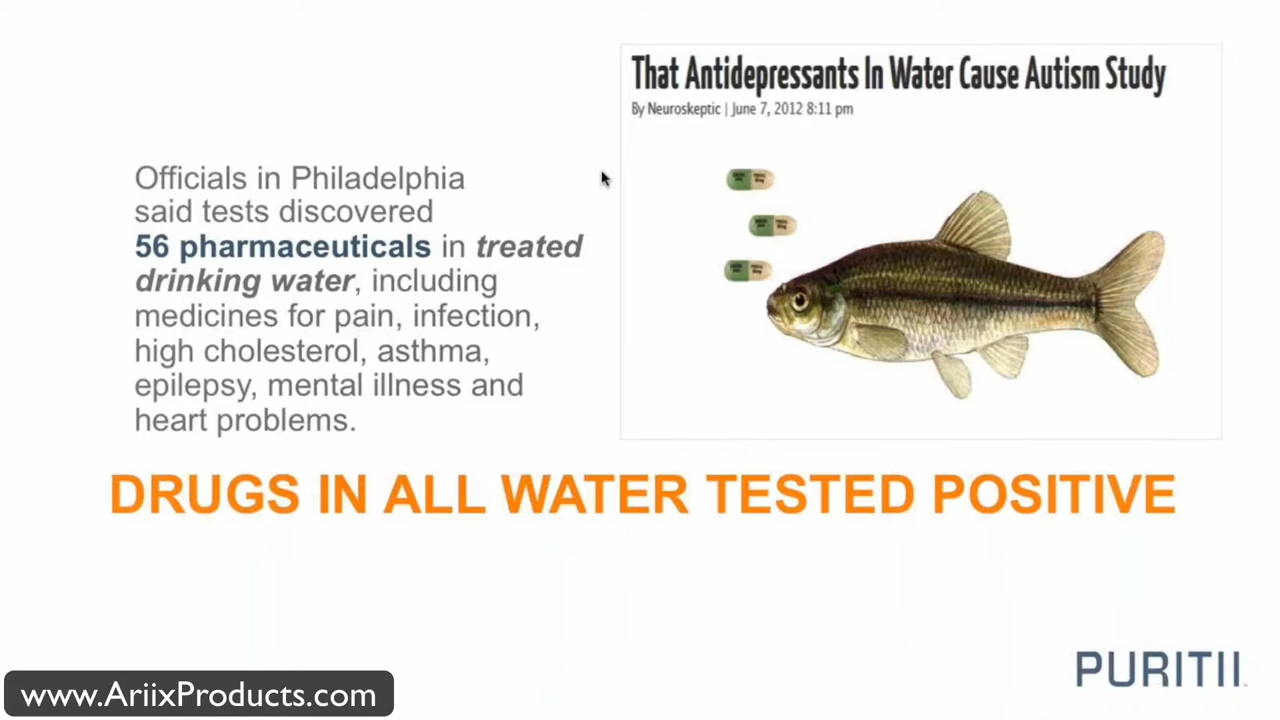 That Antidepressants In Water Cause Autism Study
By Neuroskeptic | June 7, 2012 8:11 pm
Officials in Philadelphia
said tests discovered
56 pharmaceuticals in treated
drinking water, including
medicines for pain, infection,
high cholesterol, asthma,
epilepsy, mental illness and
heart problems.
DRUGS IN ALL WATER TESTED POSITIVE
PURITII
www.AriixProducts.com